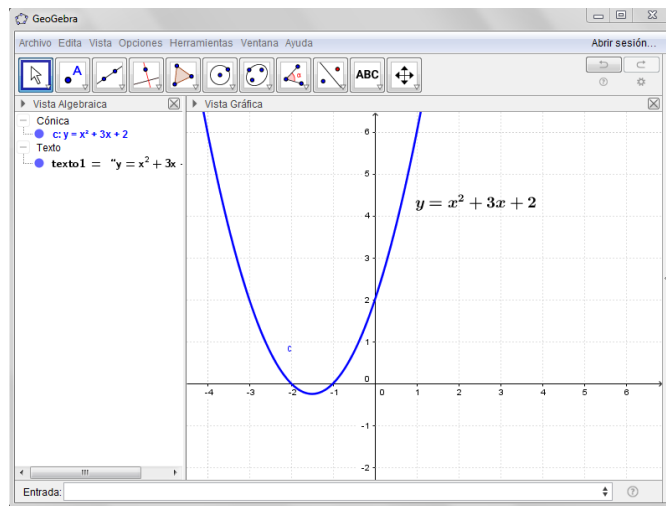 GeoGebra
Archivo Edita Vista Opciones Herramientas Ventana Ayuda
Abrir sesión...
A
α
ABC
Vista Algebraica
Vista Gráfica
Cónica
c: y = x² + 3x + 2
Texto
texto1 = “y = x² + 3x
y = x² + 3x + 2
c
6
5
4
3
2
1
0
-4 -3 -2 -1 0 1 2 3 4 5 6
-1
-2
Entrada: